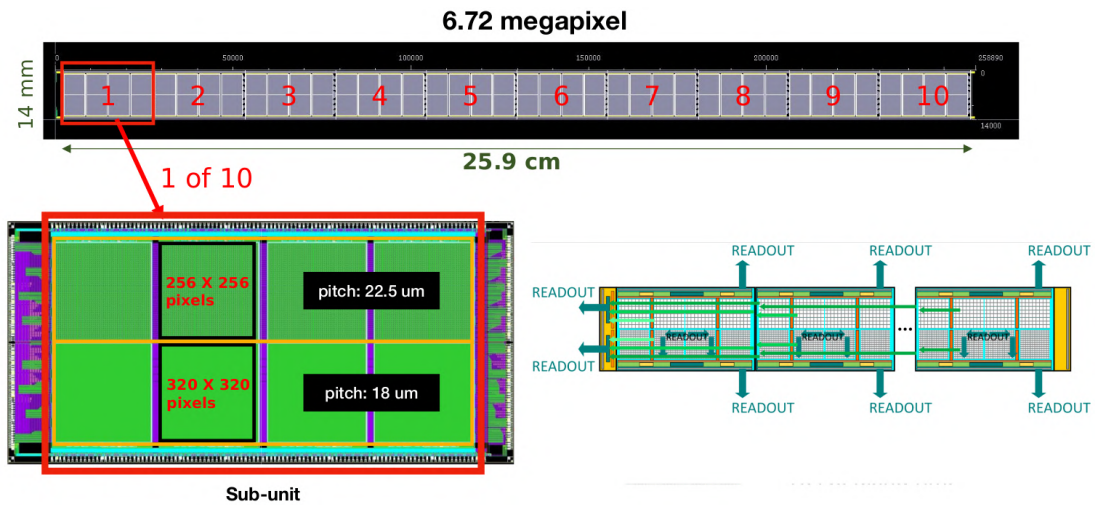 6.72 megapixel
0 50000 100000 150000 200000 258890
0
14 mm
1 2 3 4 5 6 7 8 9 10
14000
25.9 cm
1 of 10
256 X 256
pixels
pitch: 22.5 um
320 X 320
pixels
pitch: 18 um
Sub-unit
READOUT READOUT READOUT
READOUT
READOUT READOUT READOUT
...
READOUT
READOUT READOUT READOUT